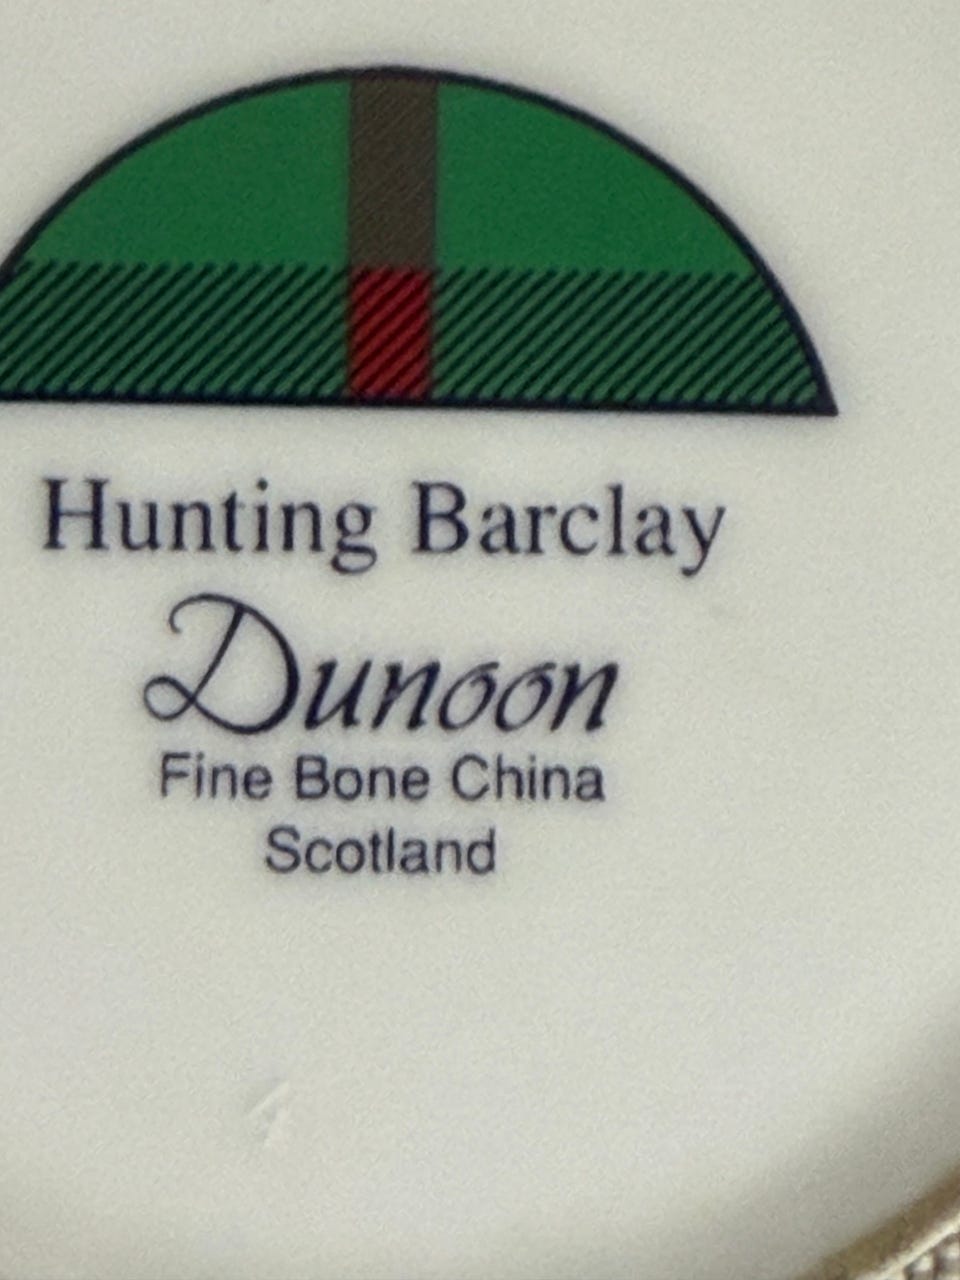 Hunting Barclay
Dunoon
Fine Bone China
Scotland